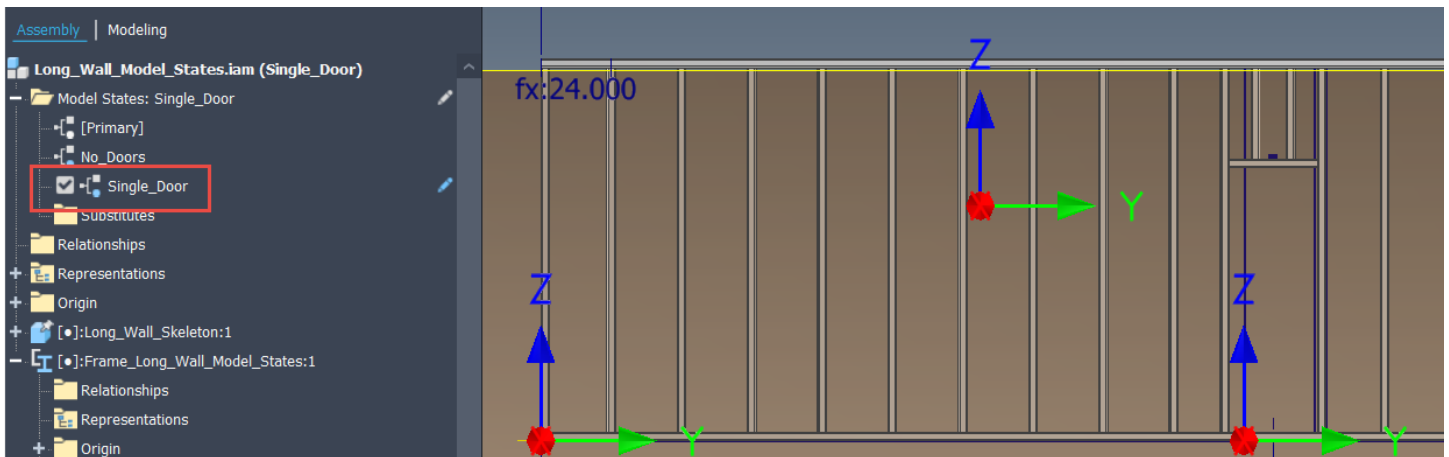 Assembly | Modeling
Long_Wall_Model_States.iam (Single_Door)
Model States: Single_Door
[Primary]
No_Doors
Single_Door
Substitutes
Relationships
Representations
Origin
[•]:Long_Wall_Skeleton:1
[•]:Frame_Long_Wall_Model_States:1
Relationships
Representations
Origin
fx:24.000
Z
Y
Z
Y
Z
Y